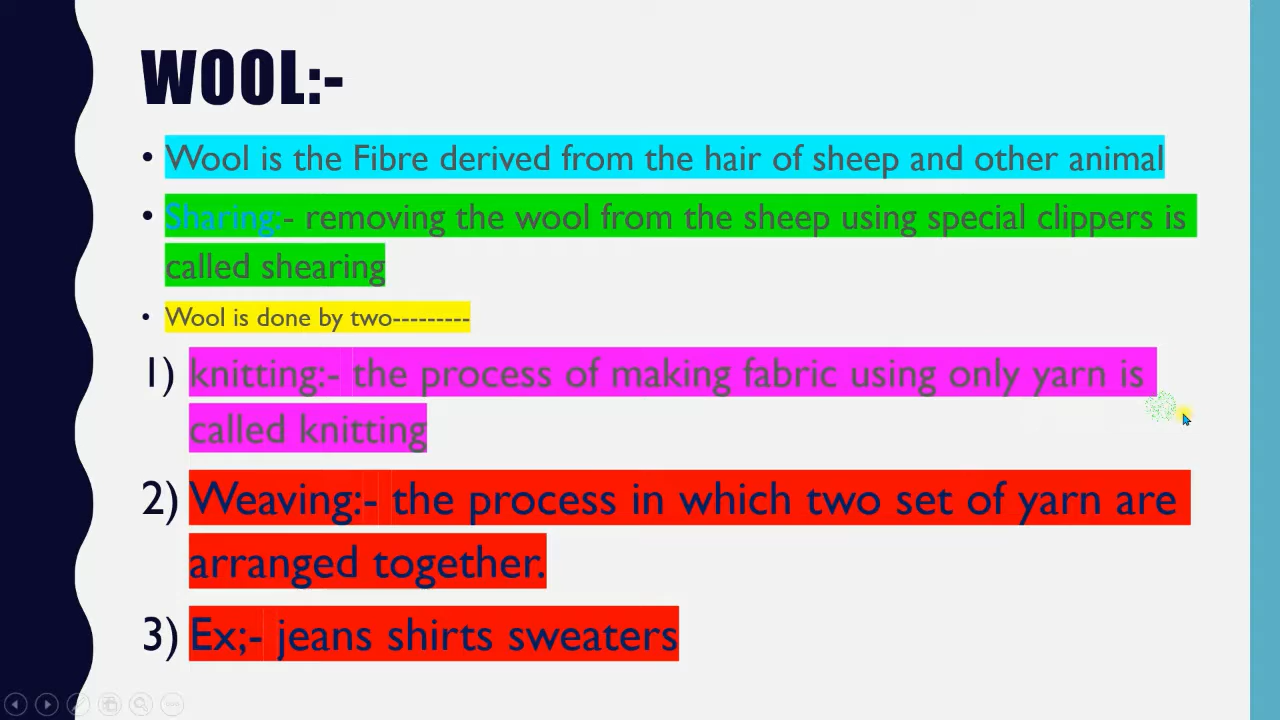 WOOL:-
• Wool is the Fibre derived from the hair of sheep and other animal
• Sharing:- removing the wool from the sheep using special clippers is
called shearing
• Wool is done by two---------
1) knitting:- the process of making fabric using only yarn is
called knitting
2) Weaving:- the process in which two set of yarn are
arranged together.
3) Ex;- jeans shirts sweaters